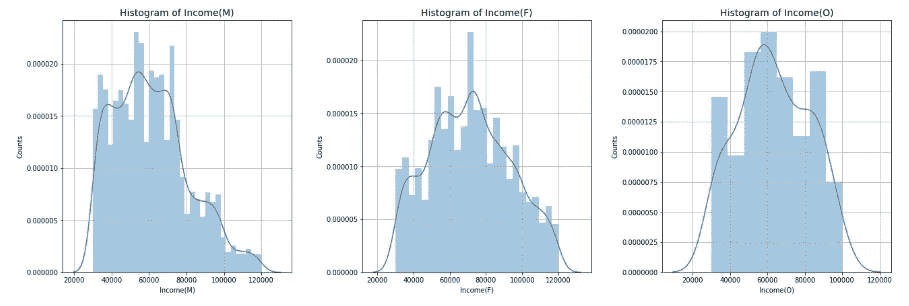 Histogram of Income(M)
Counts
0.000020
0.000015
0.000010
0.000005
0.000000
20000 40000 60000 80000 100000 120000
Income(M)
Histogram of Income(F)
Counts
0.000020
0.000015
0.000010
0.000005
0.000000
20000 40000 60000 80000 100000 120000
Income(F)
Histogram of Income(O)
Counts
0.0000200
0.0000175
0.0000150
0.0000125
0.0000100
0.0000075
0.0000050
0.0000025
0.0000000
20000 40000 60000 80000 100000 120000
Income(O)